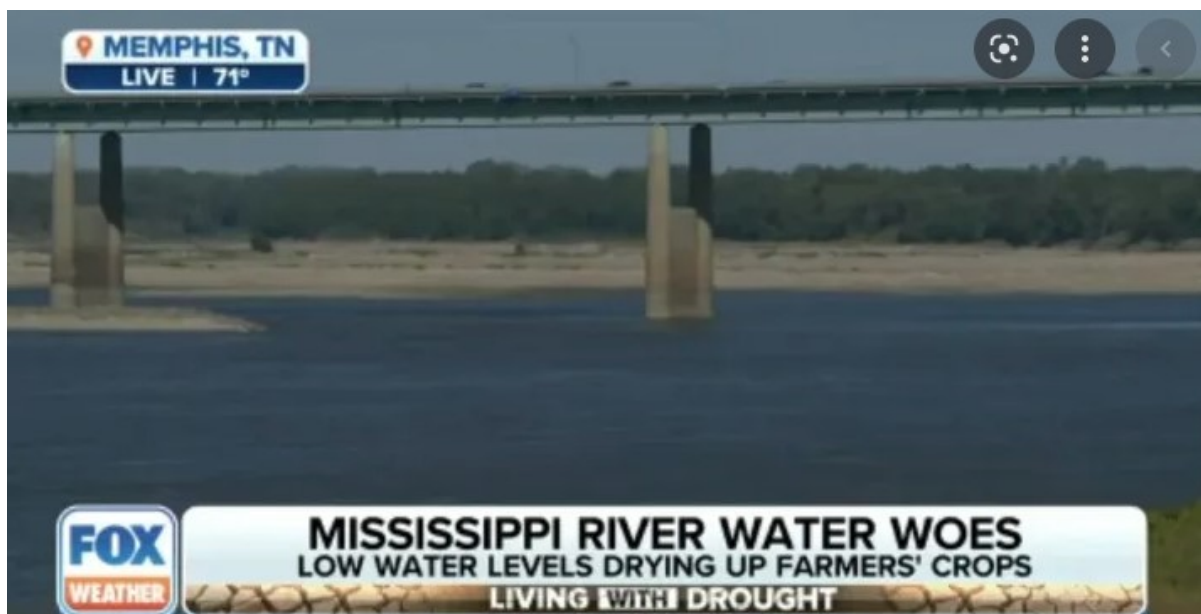 MEMPHIS, TN
LIVE | 71°
FOX
WEATHER
MISSISSIPPI RIVER WATER WOES
LOW WATER LEVELS DRYING UP FARMERS' CROPS
LIVING WITH DROUGHT